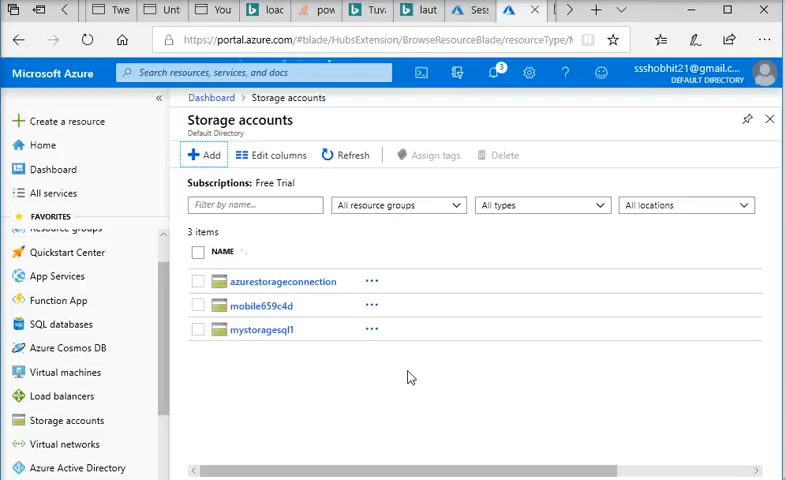 Twe
Unt
You
loac
pow
Tuv
laut
Ses
https://portal.azure.com/#blade/HubsExtension/BrowseResourceBlade/resourceType/
Microsoft Azure
Search resources, services, and docs
3
ssshobhit21@gmail.c...
DEFAULT DIRECTORY
Create a resource
Home
Dashboard
All services
FAVORITES
Resource groups
Quickstart Center
App Services
Function App
SQL databases
Azure Cosmos DB
Virtual machines
Load balancers
Storage accounts
Virtual networks
Azure Active Directory
Dashboard > Storage accounts
Storage accounts
Default Directory
Add
Edit columns
Refresh
Assign tags
Delete
Subscriptions: Free Trial
Filter by name...
All resource groups
All types
All locations
3 items
NAME
azurestorageconnection
mobile659c4d
mystoragesql1